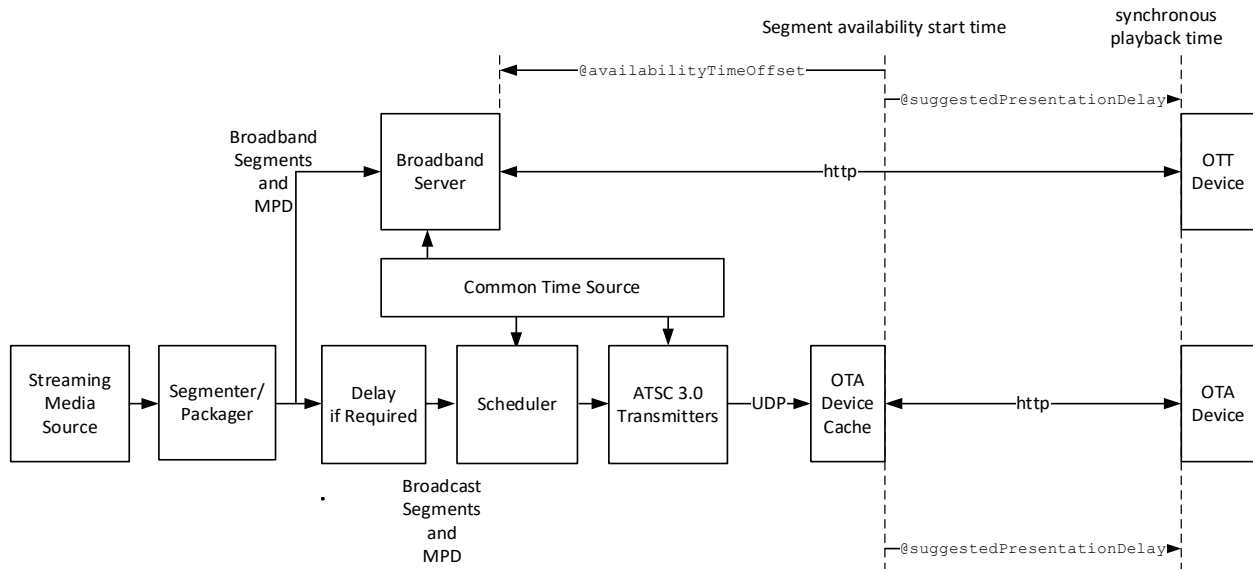 Segment availability start time
synchronous
playback time
@availabilityTimeOffset
@suggestedPresentationDelay
Broadband
Segments
and
MPD
Broadband
Server
http
OTT
Device
Common Time Source
Streaming
Media
Source
Segmenter/
Packager
Delay
if Required
Scheduler
ATSC 3.0
Transmitters
UDP
OTA
Device
Cache
http
OTA
Device
Broadcast
Segments
and
MPD
@suggestedPresentationDelay